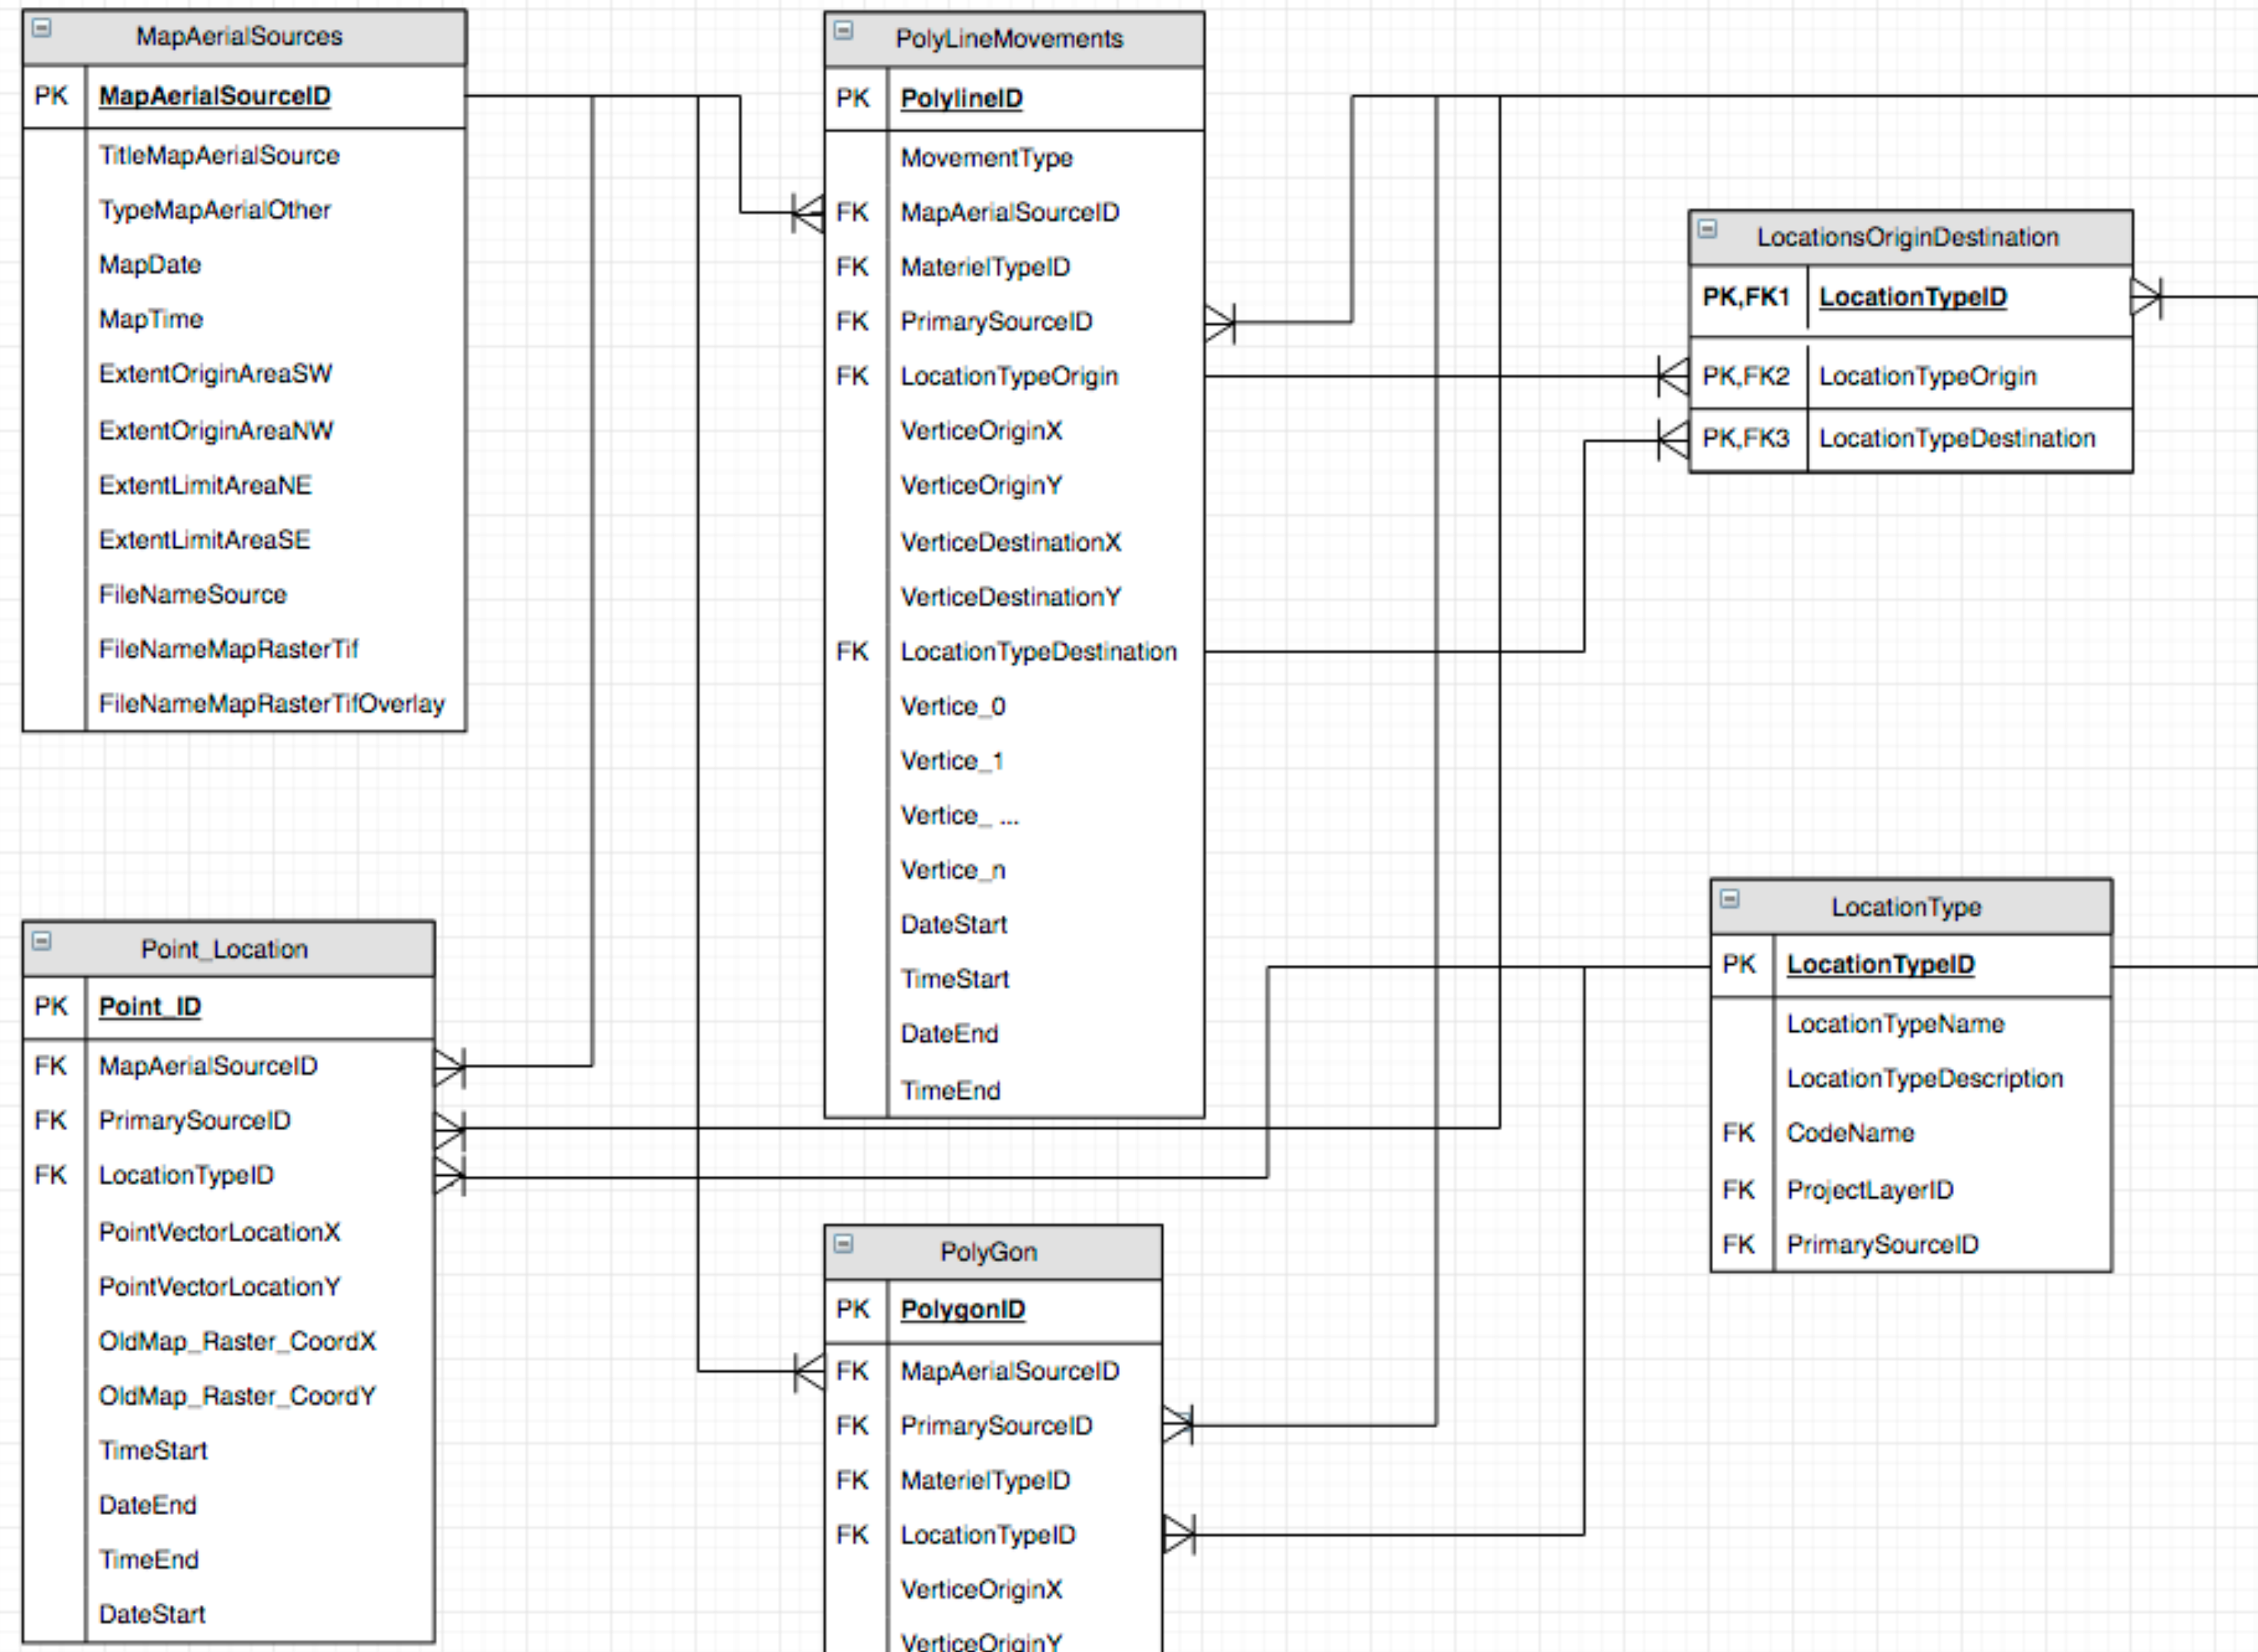 MapAerialSources
PK MapAerialSourceID
TitleMapAerialSource
TypeMapAerialOther
MapDate
MapTime
ExtentOriginAreaSW
ExtentOriginAreaNW
ExtentLimitAreaNE
ExtentLimitAreaSE
FileNameSource
FileNameMapRasterTif
FileNameMapRasterTifOverlay
PolyLineMovements
PK PolylineID
MovementType
FK MapAerialSourceID
FK MaterielTypeID
FK PrimarySourceID
FK LocationTypeOrigin
VerticeOriginX
VerticeOriginY
VerticeDestinationX
VerticeDestinationY
FK LocationTypeDestination
Vertice_0
Vertice_1
Vertice_ ...
Vertice_n
DateStart
TimeStart
DateEnd
TimeEnd
LocationsOriginDestination
PK,FK1 LocationTypeID
PK,FK2 LocationTypeOrigin
PK,FK3 LocationTypeDestination
Point_Location
PK Point_ID
FK MapAerialSourceID
FK PrimarySourceID
FK LocationTypeID
PointVectorLocationX
PointVectorLocationY
OldMap_Raster_CoordX
OldMap_Raster_CoordY
TimeStart
DateEnd
TimeEnd
DateStart
PolyGon
PK PolygonID
FK MapAerialSourceID
FK PrimarySourceID
FK MaterielTypeID
FK LocationTypeID
VerticeOriginX
VerticeOriginY
LocationType
PK LocationTypeID
LocationTypeName
LocationTypeDescription
FK CodeName
FK ProjectLayerID
FK PrimarySourceID